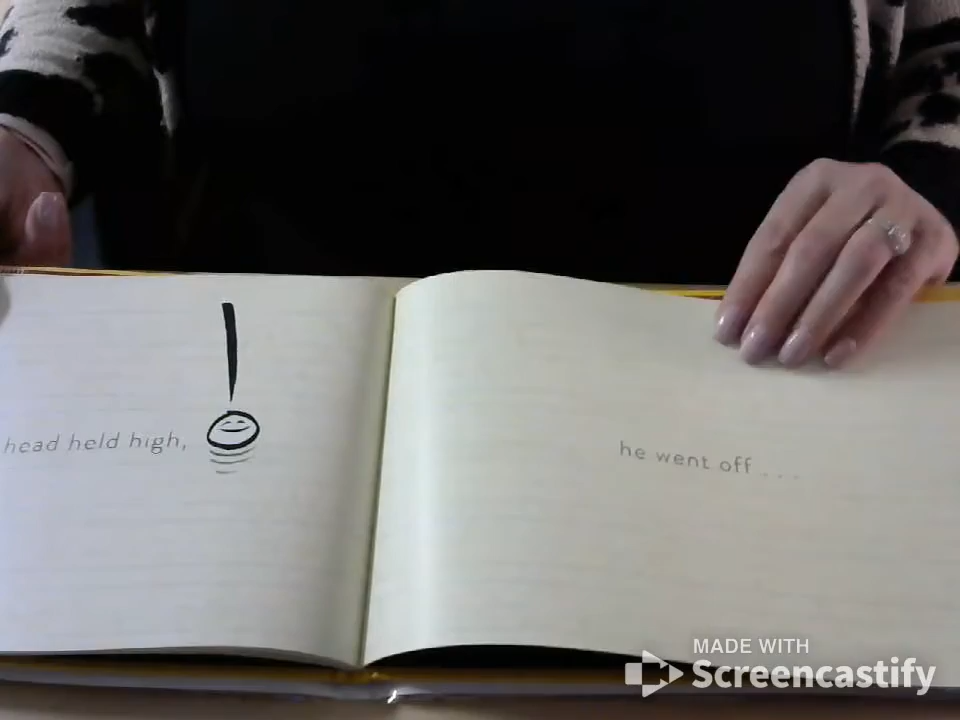 head held high,
he went off . . .
MADE WITH
Screencastify